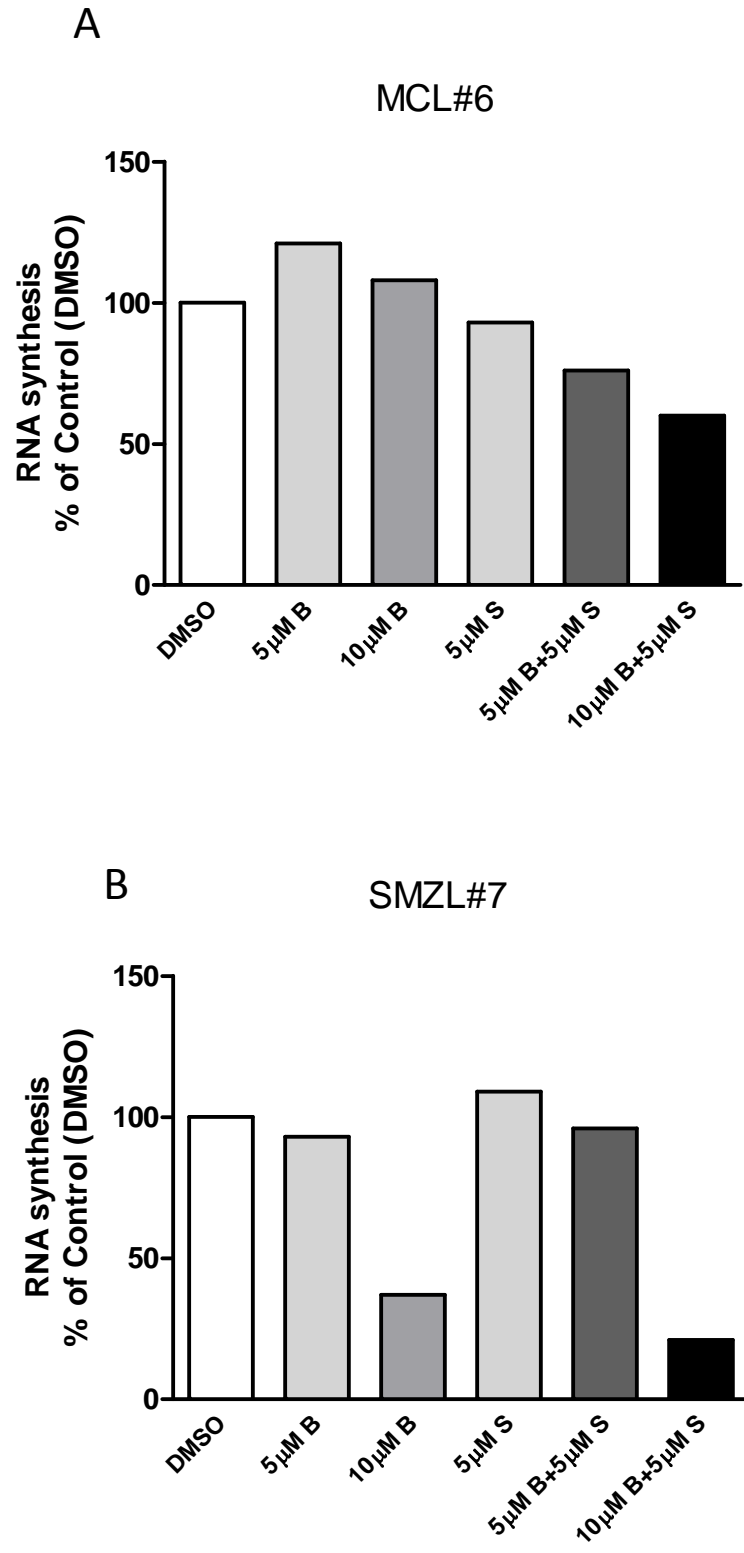 A
MCL#6
150
100
50
0
RNA synthesis
% of Control (DMSO)
DMSO
5μM B
10μM B
5μM S
5μM B+5μM S
10μM B+5μM S
B
SMZL#7
150
100
50
0
RNA synthesis
% of Control (DMSO)
DMSO
5μM B
10μM B
5μM S
5μM B+5μM S
10μM B+5μM S